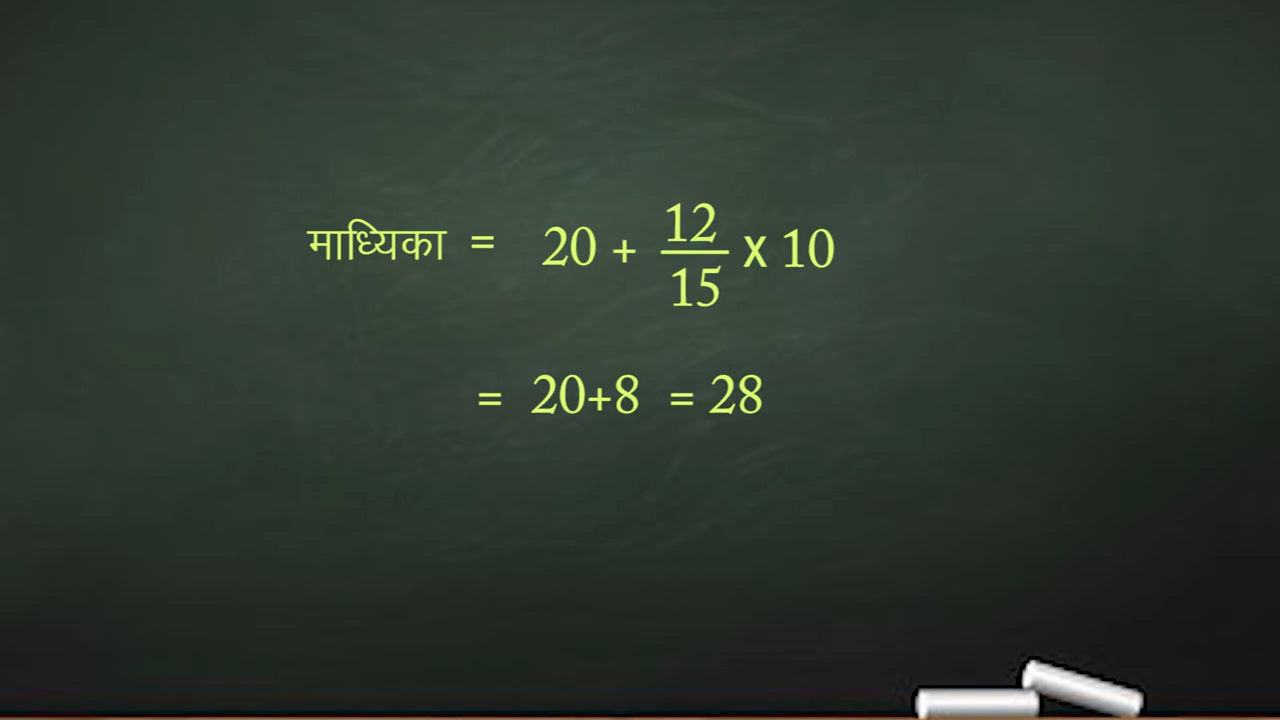 माध्यिका = 20 + 12/15 x 10
= 20+8 = 28